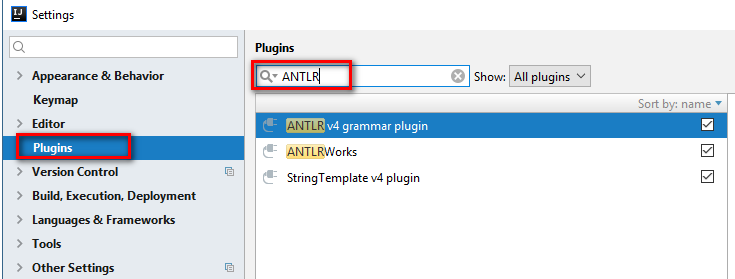 IJ Settings
Appearance & Behavior
Keymap
Editor
Plugins
Version Control
Build, Execution, Deployment
Languages & Frameworks
Tools
Other Settings
Plugins
ANTLR
Show: All plugins
Sort by: name
ANTLR v4 grammar plugin
ANTLRWorks
StringTemplate v4 plugin